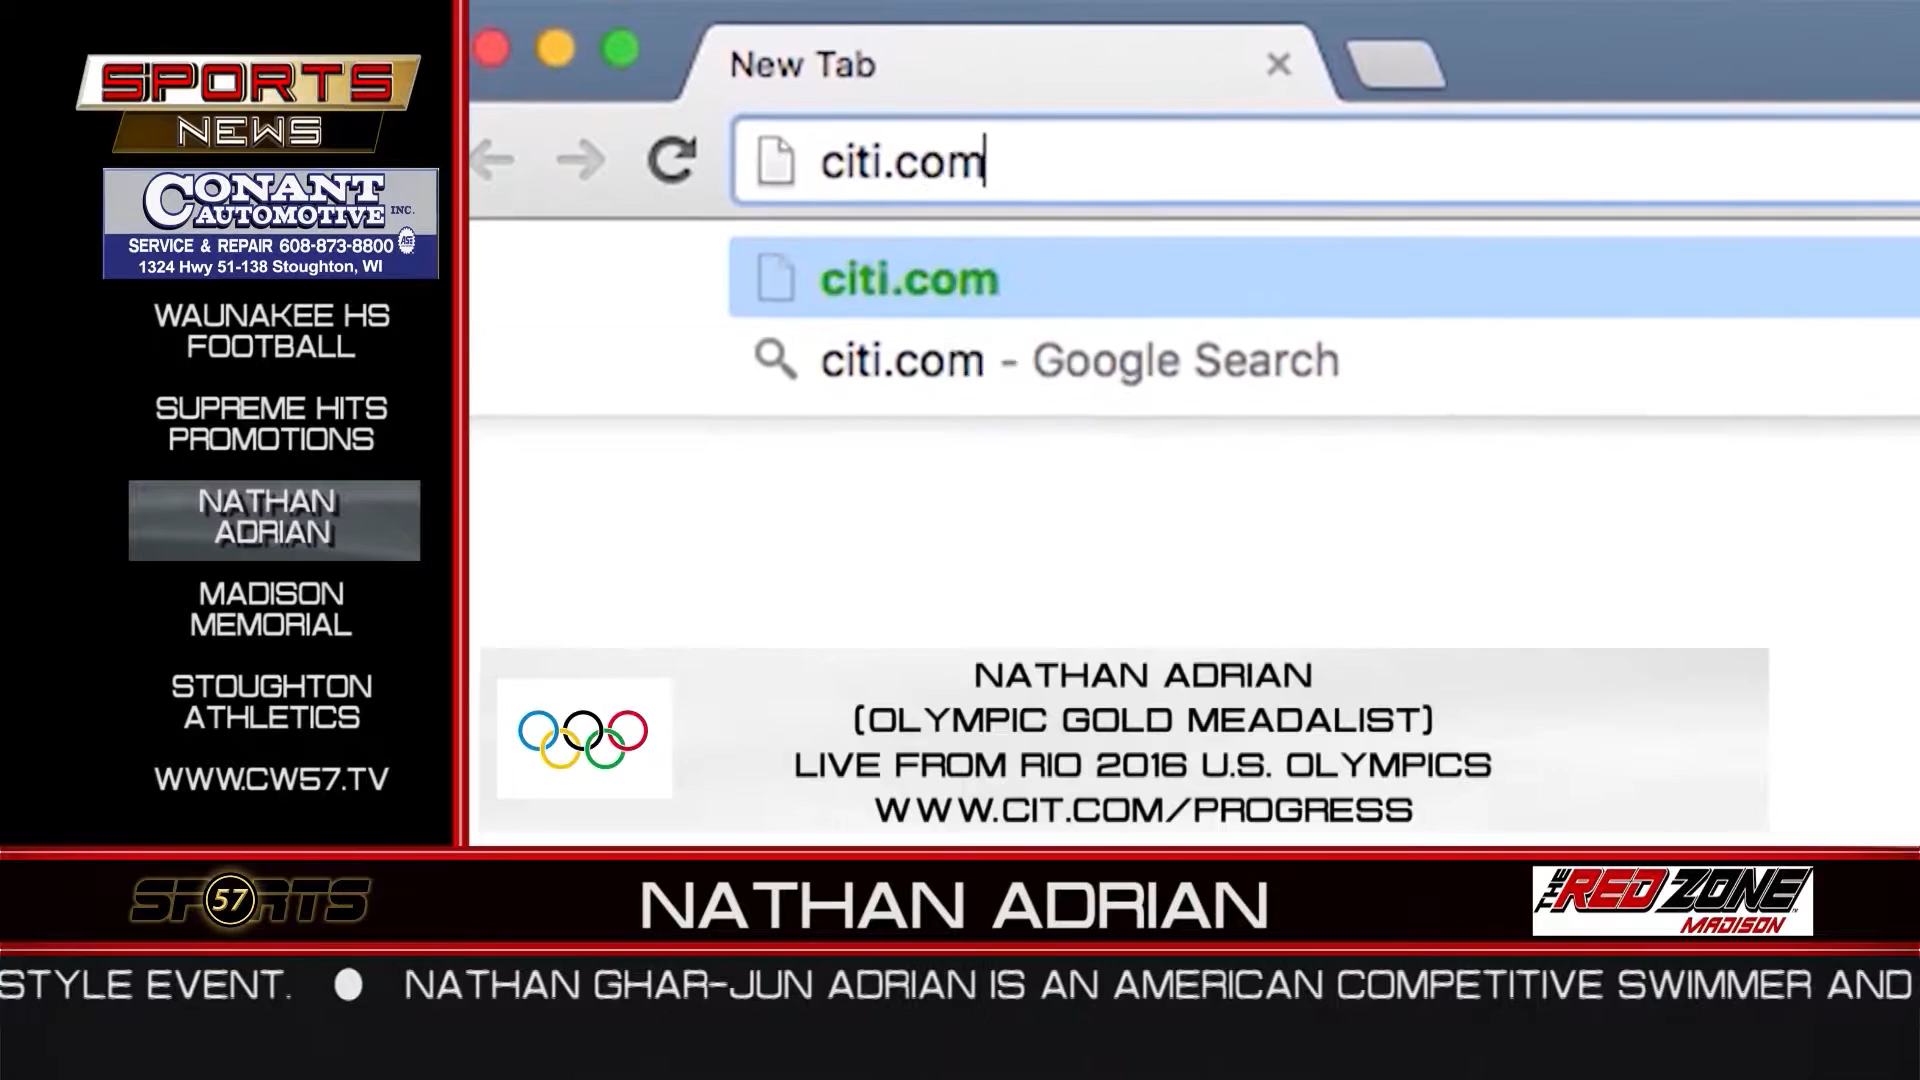 SPORTS
NEWS
CONANT
AUTOMOTIVE INC.
SERVICE & REPAIR 608-873-8800
1324 Hwy 51-138 Stoughton, WI
WAUNAKEE HS
FOOTBALL
SUPREME HITS
PROMOTIONS
NATHAN
ADRIAN
MADISON
MEMORIAL
STOUGHTON
ATHLETICS
WWW.CW57.TV
New Tab
citi.com
citi.com
citi.com - Google Search
NATHAN ADRIAN
(OLYMPIC GOLD MEADALIST)
LIVE FROM RIO 2016 U.S. OLYMPICS
WWW.CIT.COM/PROGRESS
SPORTS 57
NATHAN ADRIAN
THE RED ZONE
MADISON
STYLE EVENT. ● NATHAN GHAR-JUN ADRIAN IS AN AMERICAN COMPETITIVE SWIMMER AND